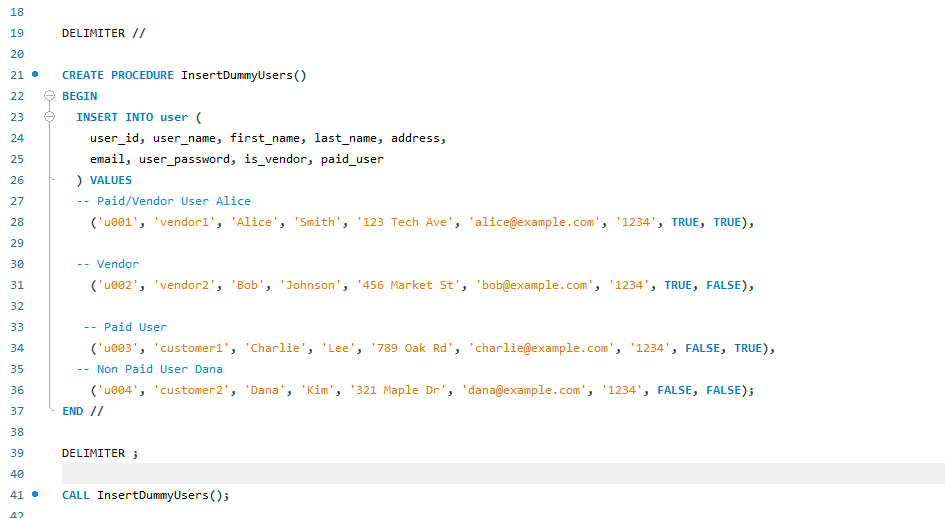 18
19 DELIMITER //
20
21 CREATE PROCEDURE InsertDummyUsers()
22 BEGIN
23 INSERT INTO user (
24 user_id, user_name, first_name, last_name, address,
25 email, user_password, is_vendor, paid_user
26 ) VALUES
27 -- Paid/Vendor User Alice
28 ('u001', 'vendor1', 'Alice', 'Smith', '123 Tech Ave', 'alice@example.com', '1234', TRUE, TRUE),
29
30 -- Vendor
31 ('u002', 'vendor2', 'Bob', 'Johnson', '456 Market St', 'bob@example.com', '1234', TRUE, FALSE),
32
33 -- Paid User
34 ('u003', 'customer1', 'Charlie', 'Lee', '789 Oak Rd', 'charlie@example.com', '1234', FALSE, TRUE),
35 -- Non Paid User Dana
36 ('u004', 'customer2', 'Dana', 'Kim', '321 Maple Dr', 'dana@example.com', '1234', FALSE, FALSE);
37 END //
38
39 DELIMITER ;
40
41 CALL InsertDummyUsers();
42